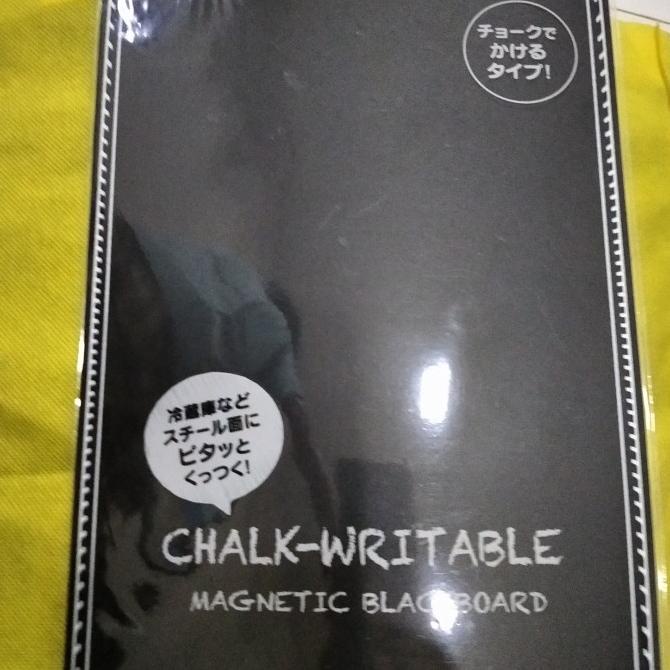 チョークで
かける
タイプ!
冷蔵庫など
スチール面に
ピタッと
くっつく!
CHALK-WRITABLE
MAGNETIC BLACKBOARD